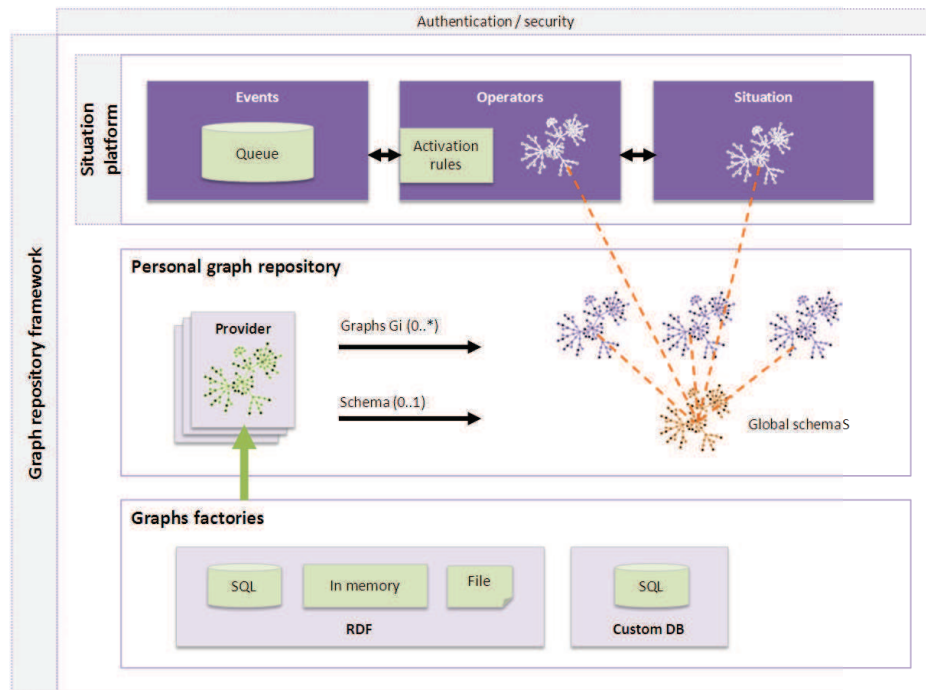 Authentication / security
Graph repository framework
Situation
platform
Events
Queue
Operators
Activation
rules
Situation
Personal graph repository
Provider
Graphs Gi (0..*)
Schema (0..1)
Global schema S
Graphs factories
SQL
In memory
File
RDF
SQL
Custom DB